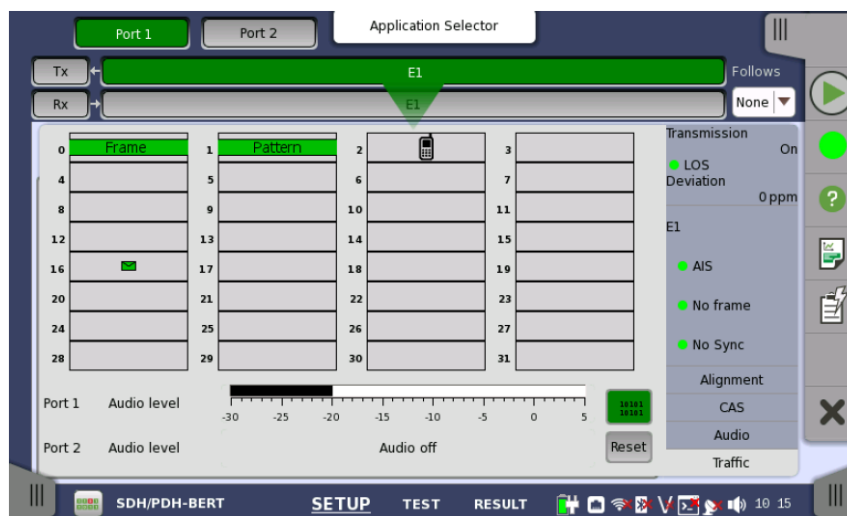 Port 1 Port 2 Application Selector
Tx E1 Follows
Rx E1 None
0 Frame 1 Pattern 2 3
4 5 6 7
8 9 10 11
12 13 14 15
16 17 18 19
20 21 22 23
24 25 26 27
28 29 30 31
Transmission
On
LOS
Deviation
0 ppm
E1
AIS
No frame
No Sync
Alignment
CAS
Audio
Traffic
Port 1 Audio level
-30 -25 -20 -15 -10 -5 0 5
10101
10101
Port 2 Audio level Audio off Reset
SDH/PDH-BERT SETUP TEST RESULT 10 15